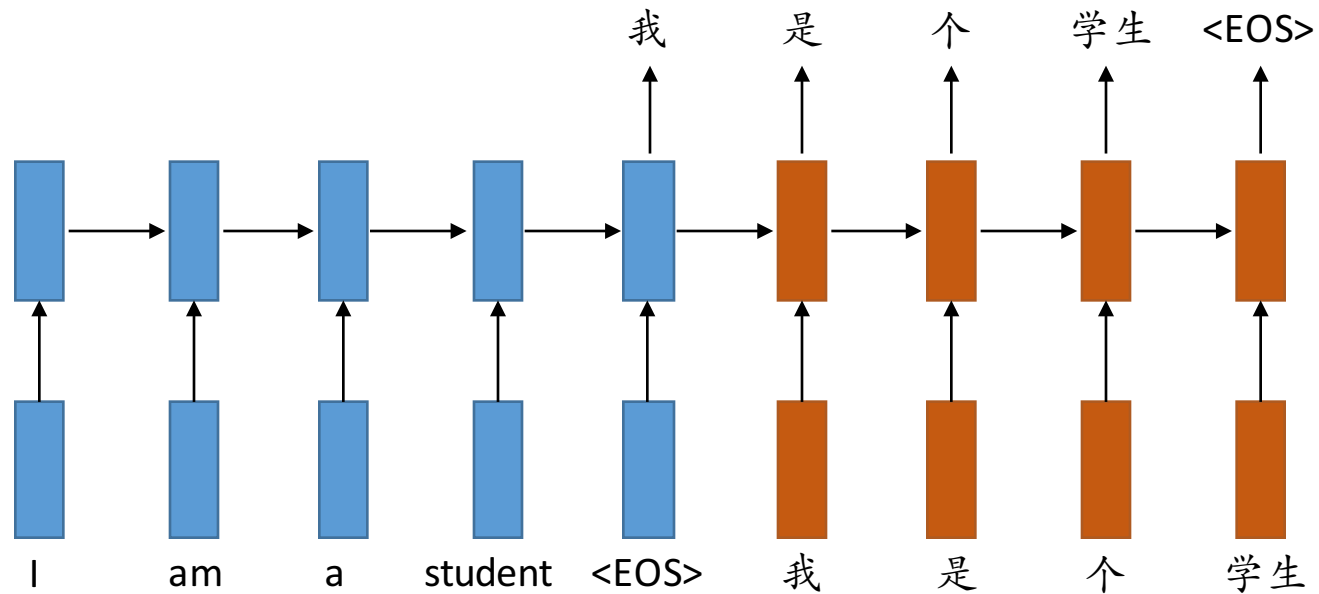 我 是 个 学生 <EOS>
I am a student <EOS> 我 是 个 学生